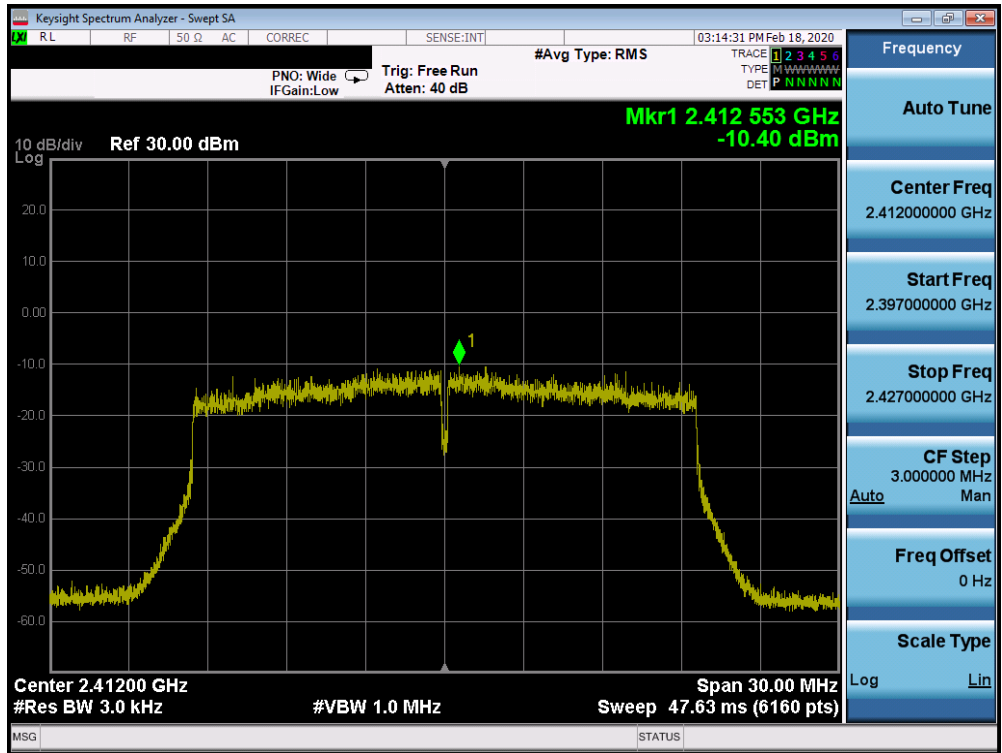 Keysight Spectrum Analyzer - Swept SA
LXI RL RF 50 Ω AC CORREC SENSE:INT 03:14:31 PM Feb 18, 2020
PNO: Wide
IFGain:Low
Trig: Free Run
Atten: 40 dB
#Avg Type: RMS
TRACE 1 2 3 4 5 6
TYPE M W W W W W
DET P N N N N N
Mkr1 2.412 553 GHz
-10.40 dBm
10 dB/div Ref 30.00 dBm
Log
20.0
10.0
0.00
-10.0
-20.0
-30.0
-40.0
-50.0
-60.0
1
Center 2.41200 GHz Span 30.00 MHz
#Res BW 3.0 kHz #VBW 1.0 MHz Sweep 47.63 ms (6160 pts)
MSG STATUS
Frequency
Auto Tune
Center Freq
2.412000000 GHz
Start Freq
2.397000000 GHz
Stop Freq
2.427000000 GHz
CF Step
3.000000 MHz
Auto Man
Freq Offset
0 Hz
Scale Type
Log Lin